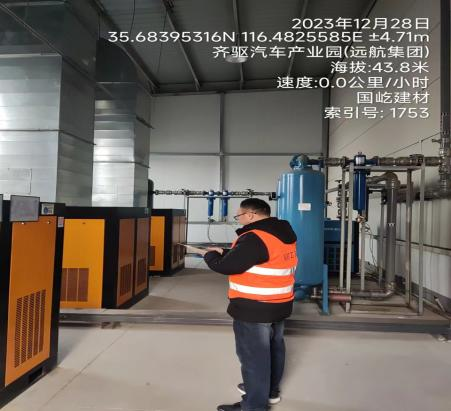 2023年12月28日
35.68395316N 116.4825585E ±4.71m
齐驱汽车产业园(远航集团)
海拔:43.8米
速度:0.0公里/小时
国屹建材
索引号: 1753